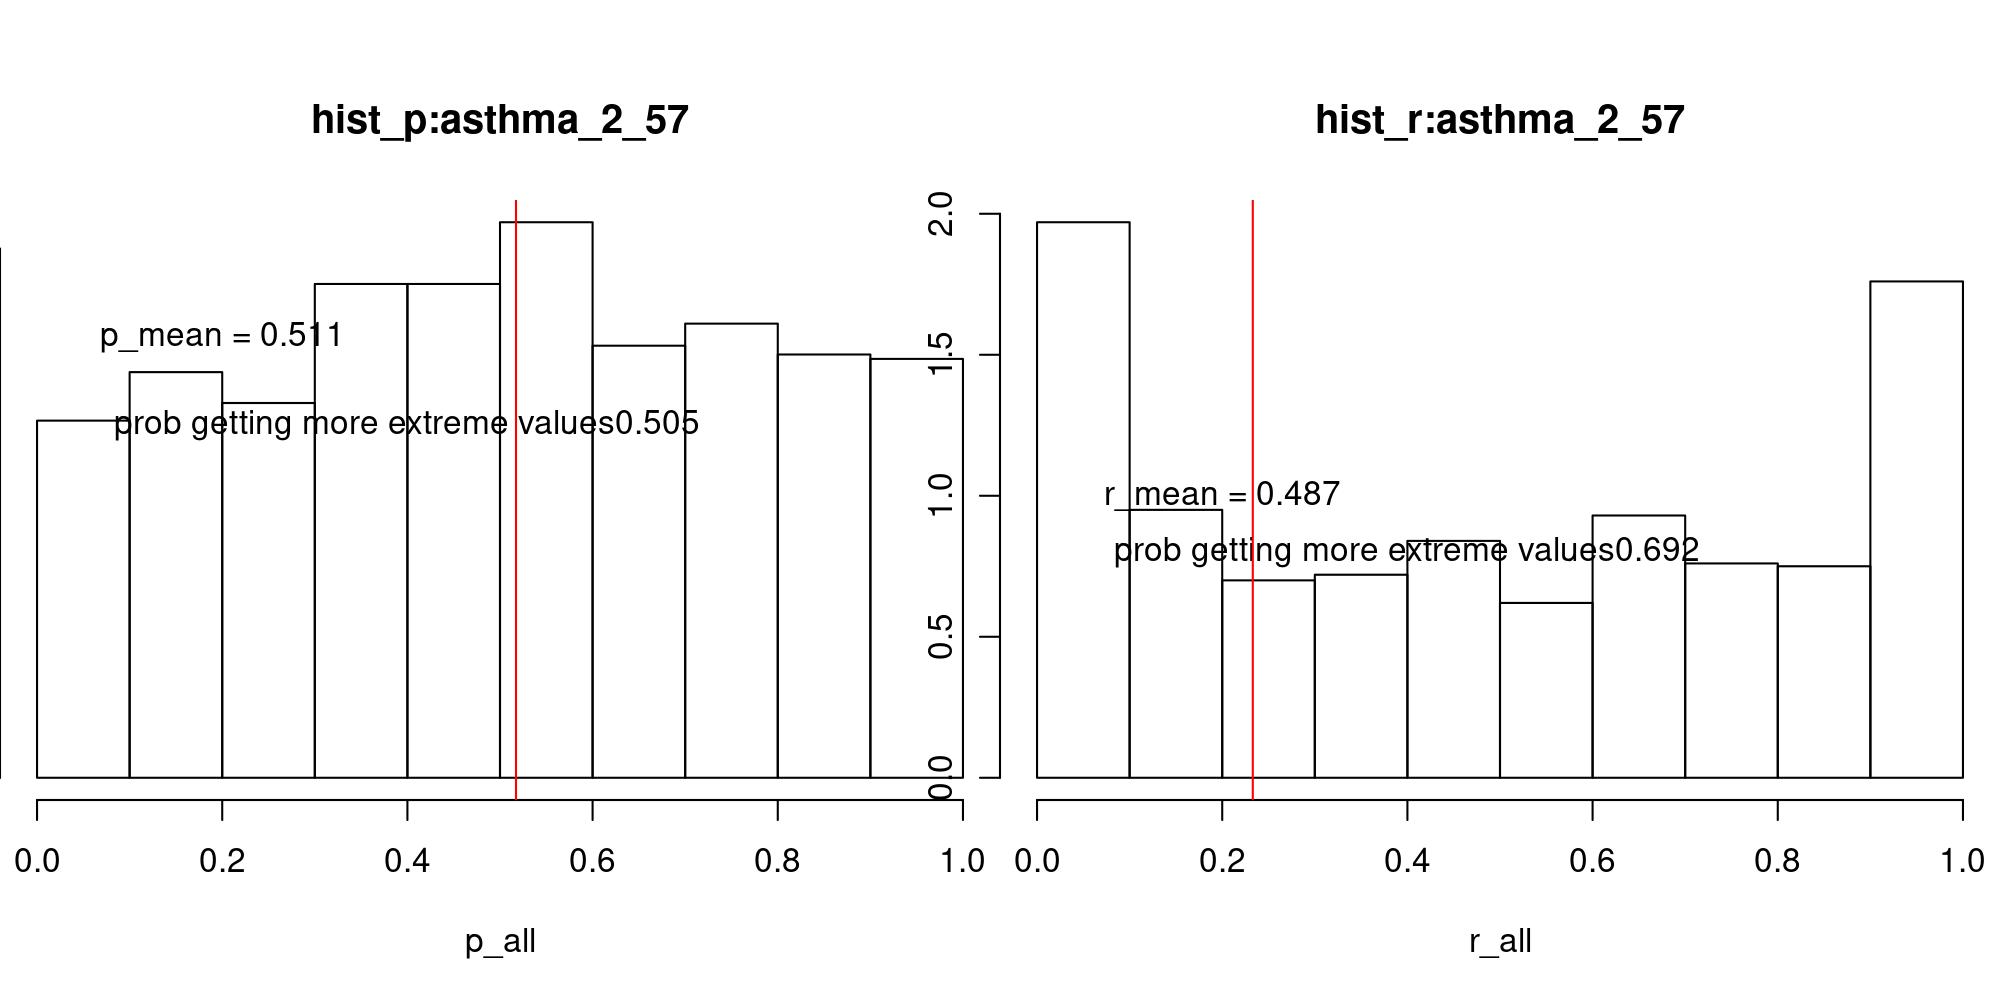 hist_p:asthma_2_57
p_mean = 0.511
prob getting more extreme values0.505
0.0 0.2 0.4 0.6 0.8 1.0
p_all
hist_r:asthma_2_57
2.0
1.5
1.0
0.5
0.0
r_mean = 0.487
prob getting more extreme values0.692
0.0 0.2 0.4 0.6 0.8 1.0
r_all